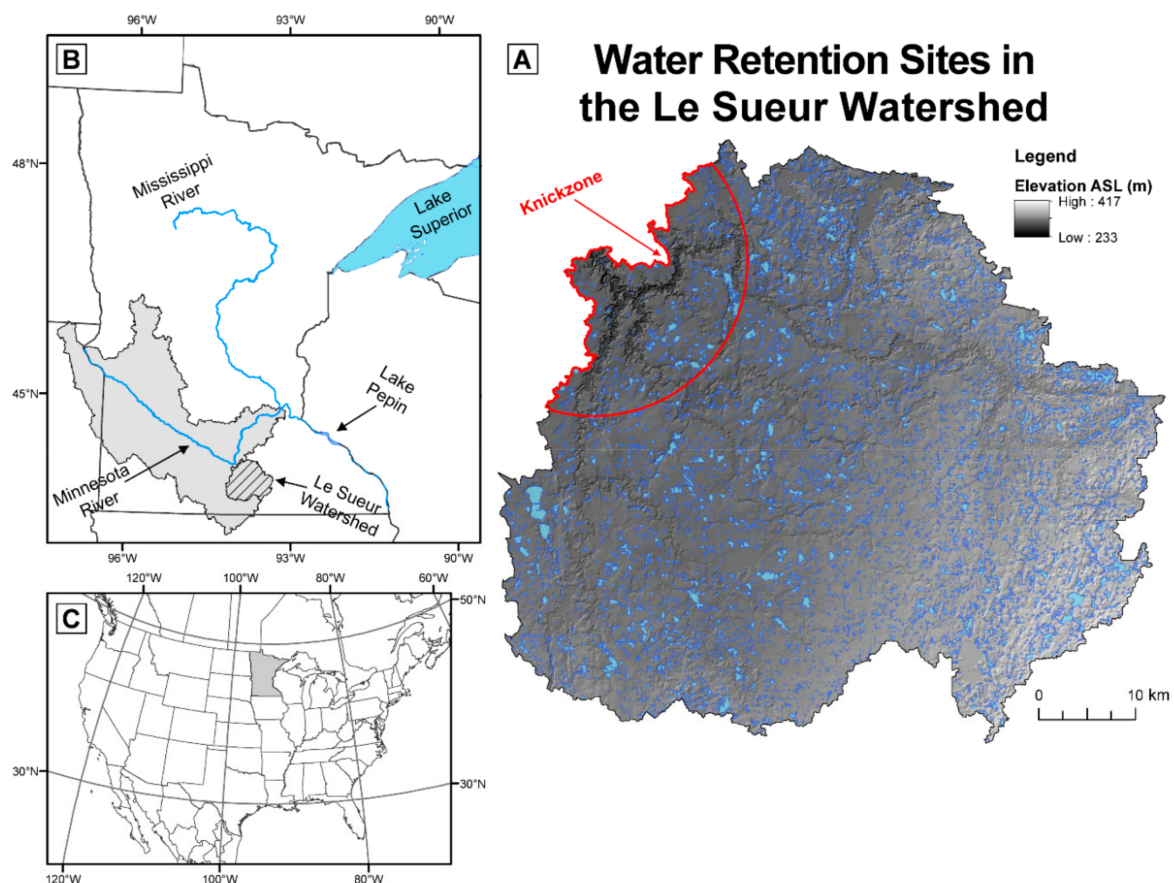 A
Water Retention Sites in
the Le Sueur Watershed
Legend
Elevation ASL (m)
High : 417
Low : 233
Knickzone
0 10 km
96°W 93°W 90°W
B
48°N
45°N
Mississippi
River
Lake
Superior
Lake
Pepin
Minnesota
River
Le Sueur
Watershed
96°W 93°W 90°W
120°W 100°W 80°W 60°W
C
50°N
30°N 30°N
120°W 100°W 80°W